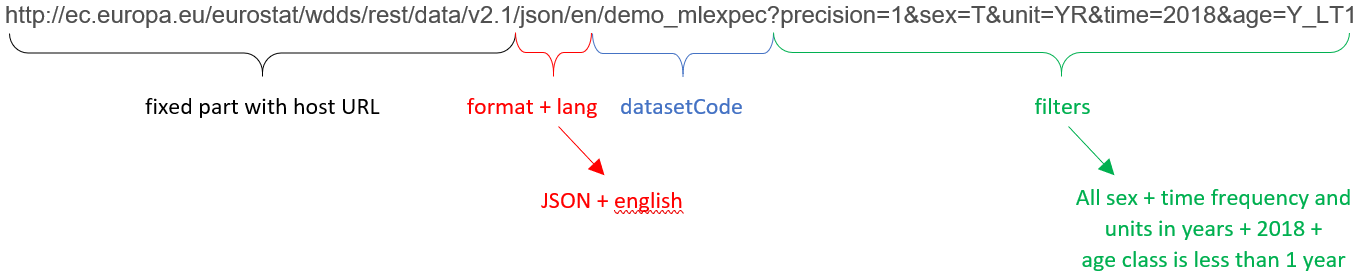 http://ec.europa.eu/eurostat/wdds/rest/data/v2.1/json/en/demo_mlexpec?precision=1&sex=T&unit=YR&time=2018&age=Y_LT1
fixed part with host URL
format + lang
datasetCode
filters
JSON + english
All sex + time frequency and
units in years + 2018 +
age class is less than 1 year